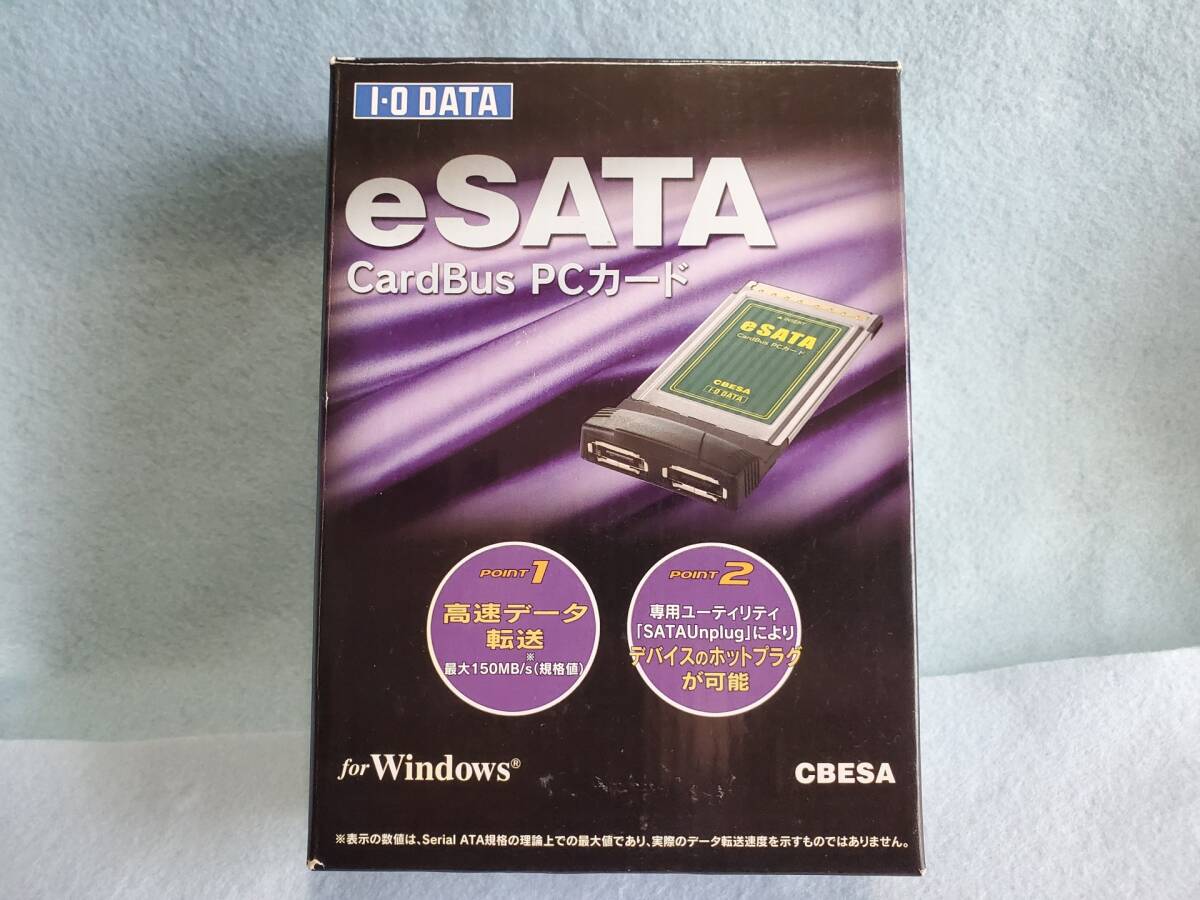 I-O DATA
eSATA
CardBus PCカード
▲ INSERT
eSATA
CardBus PCカード
CBESA
I-O DATA
POINT 1
高速データ
転送
※
最大150MB/s(規格値)
POINT 2
専用ユーティリティ
「SATAUnplug」により
デバイスのホットプラグ
が可能
for Windows®
CBESA
※表示の数値は、Serial ATA規格の理論上での最大値であり、実際のデータ転送速度を示すものではありません。